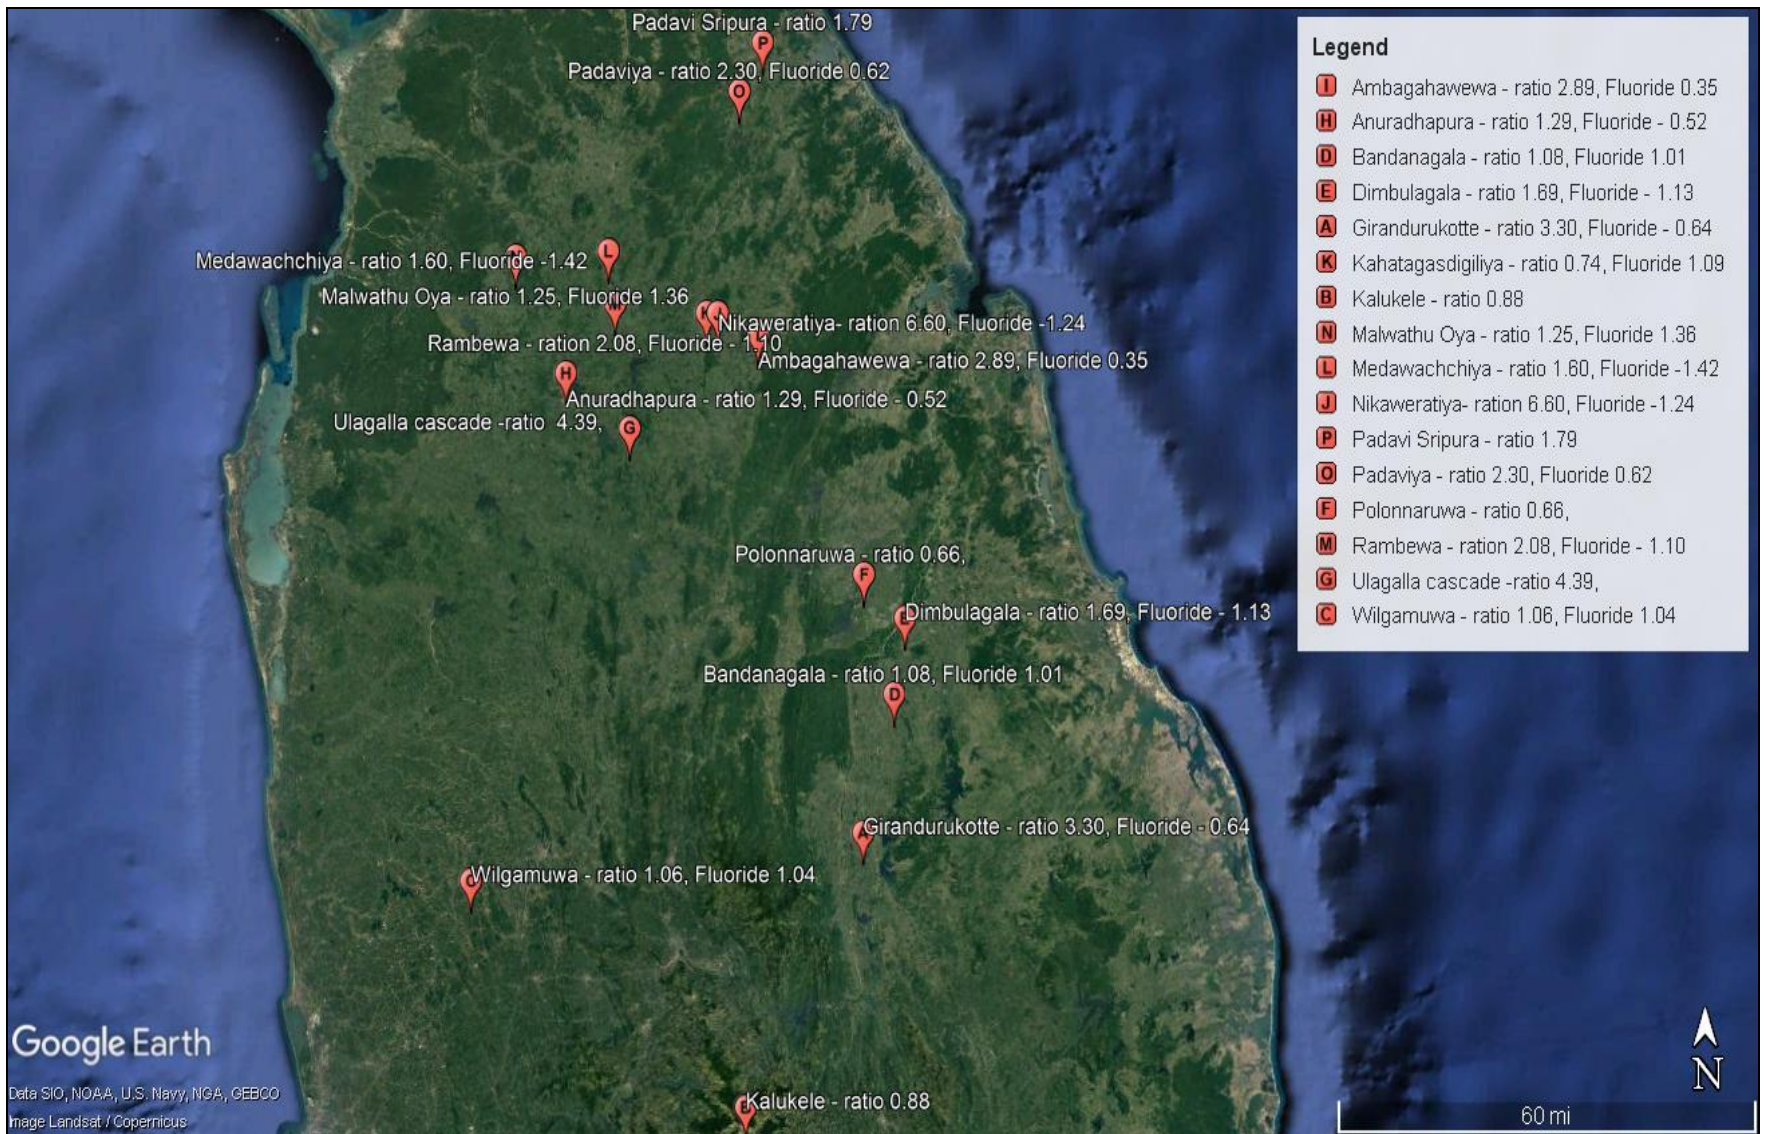 Padavi Sripura - ratio 1.79
P
Padaviya - ratio 2.30, Fluoride 0.62
O
L
Medawachchiya - ratio 1.60, Fluoride -1.42
Malwathu Oya - ratio 1.25, Fluoride 1.36
Nikaweratiya- ration 6.60, Fluoride -1.24
Rambewa - ration 2.08, Fluoride - 1.10
Ambagahawewa - ratio 2.89, Fluoride 0.35
H
Anuradhapura - ratio 1.29, Fluoride - 0.52
Ulagalla cascade -ratio 4.39,
G
Polonnaruwa - ratio 0.66,
F
Dimbulagala - ratio 1.69, Fluoride - 1.13
Bandanagala - ratio 1.08, Fluoride 1.01
D
Girandurukotte - ratio 3.30, Fluoride - 0.64
A
Wilgamuwa - ratio 1.06, Fluoride 1.04
C
Kalukele - ratio 0.88
Legend
I Ambagahawewa - ratio 2.89, Fluoride 0.35
H Anuradhapura - ratio 1.29, Fluoride - 0.52
D Bandanagala - ratio 1.08, Fluoride 1.01
E Dimbulagala - ratio 1.69, Fluoride - 1.13
A Girandurukotte - ratio 3.30, Fluoride - 0.64
K Kahatagasdigiliya - ratio 0.74, Fluoride 1.09
B Kalukele - ratio 0.88
N Malwathu Oya - ratio 1.25, Fluoride 1.36
L Medawachchiya - ratio 1.60, Fluoride -1.42
J Nikaweratiya- ration 6.60, Fluoride -1.24
P Padavi Sripura - ratio 1.79
O Padaviya - ratio 2.30, Fluoride 0.62
F Polonnaruwa - ratio 0.66,
M Rambewa - ration 2.08, Fluoride - 1.10
G Ulagalla cascade -ratio 4.39,
C Wilgamuwa - ratio 1.06, Fluoride 1.04
Google Earth
Data SIO, NOAA, U.S. Navy, NGA, GEBCO
Image Landsat / Copernicus
N
60 mi